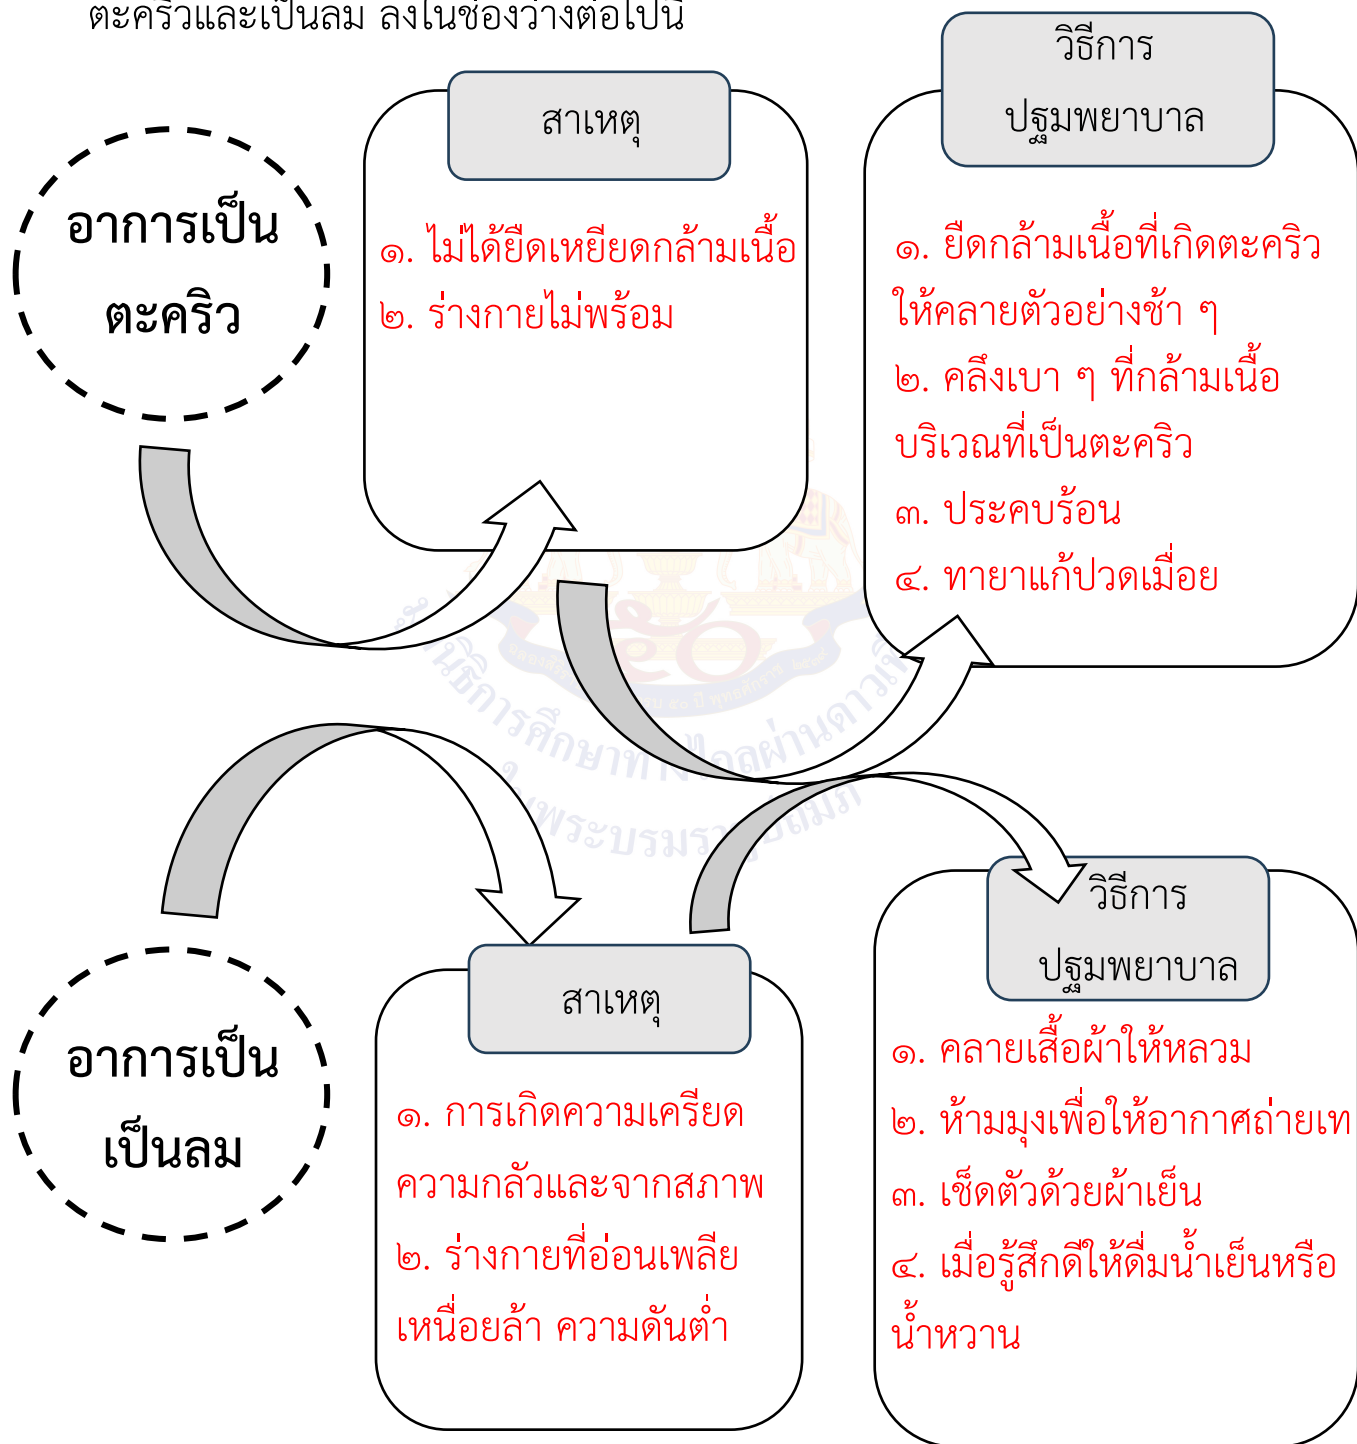 ตะคริวและเป็นลม ลงในช่องว่างต่อไปนี้
อาการเป็น
ตะคริว
สาเหตุ
๑. ไม่ได้ยืดเหยียดกล้ามเนื้อ
๒. ร่างกายไม่พร้อม
วิธีการ
ปฐมพยาบาล
๑. ยืดกล้ามเนื้อที่เกิดตะคริว
ให้คลายตัวอย่างช้า ๆ
๒. คลึงเบา ๆ ที่กล้ามเนื้อ
บริเวณที่เป็นตะคริว
๓. ประคบร้อน
๔. ทายาแก้ปวดเมื่อย
อาการเป็น
เป็นลม
สาเหตุ
๑. การเกิดความเครียด
ความกลัวและจากสภาพ
๒. ร่างกายที่อ่อนเพลีย
เหนื่อยล้า ความดันต่ำ
วิธีการ
ปฐมพยาบาล
๑. คลายเสื้อผ้าให้หลวม
๒. ห้ามมุงเพื่อให้อากาศถ่ายเท
๓. เช็ดตัวด้วยผ้าเย็น
๔. เมื่อรู้สึกดีให้ดื่มน้ำเย็นหรือ
น้ำหวาน